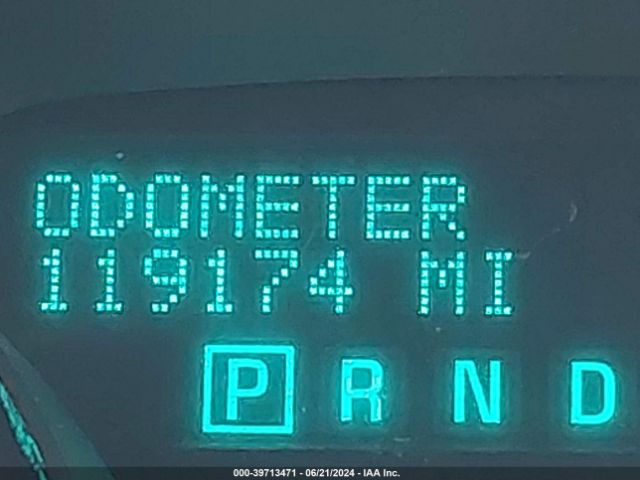 ODOMETER
119174 MI
P R N D
000-39713471 - 06/21/2024 - IAA Inc.